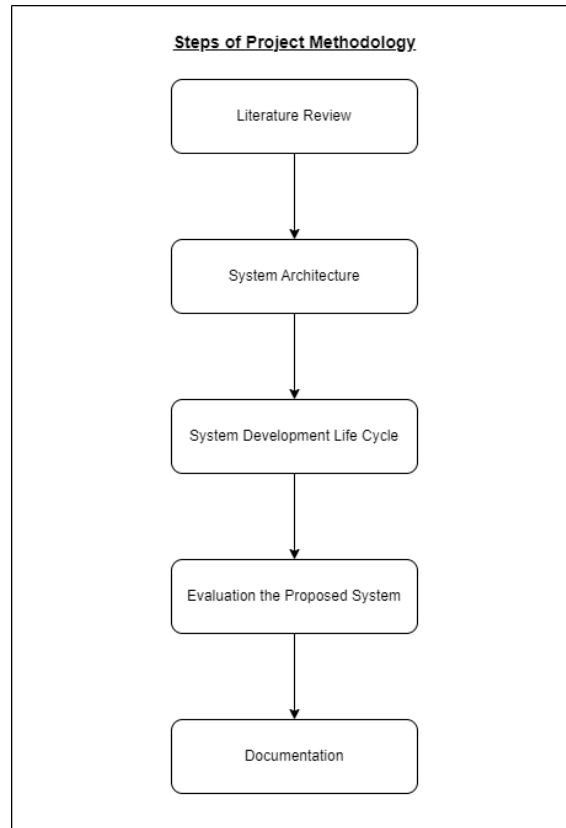 Steps of Project Methodology
Literature Review
System Architecture
System Development Life Cycle
Evaluation the Proposed System
Documentation